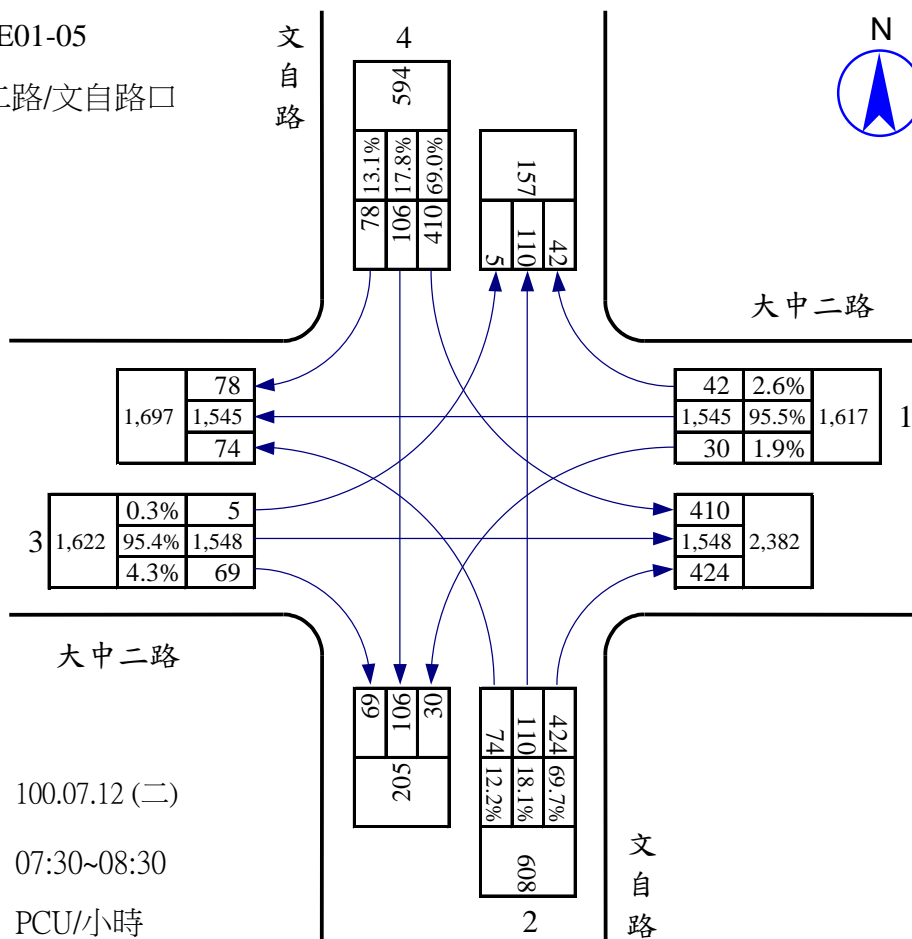 E01-05
二路/文自路口
文自路
4
594
13.1% 17.8% 69.0%
78 106 410
157
5 110 42
N
大中二路
1,697
78
1,545
74
42 2.6%
1,545 95.5% 1,617
30 1.9%
1
3
1,622
0.3% 5
95.4% 1,548
4.3% 69
410
1,548 2,382
424
大中二路
69 106 30
205
74 110 424
12.2% 18.1% 69.7%
608
2
文自路
100.07.12 (二)
07:30~08:30
PCU/小時